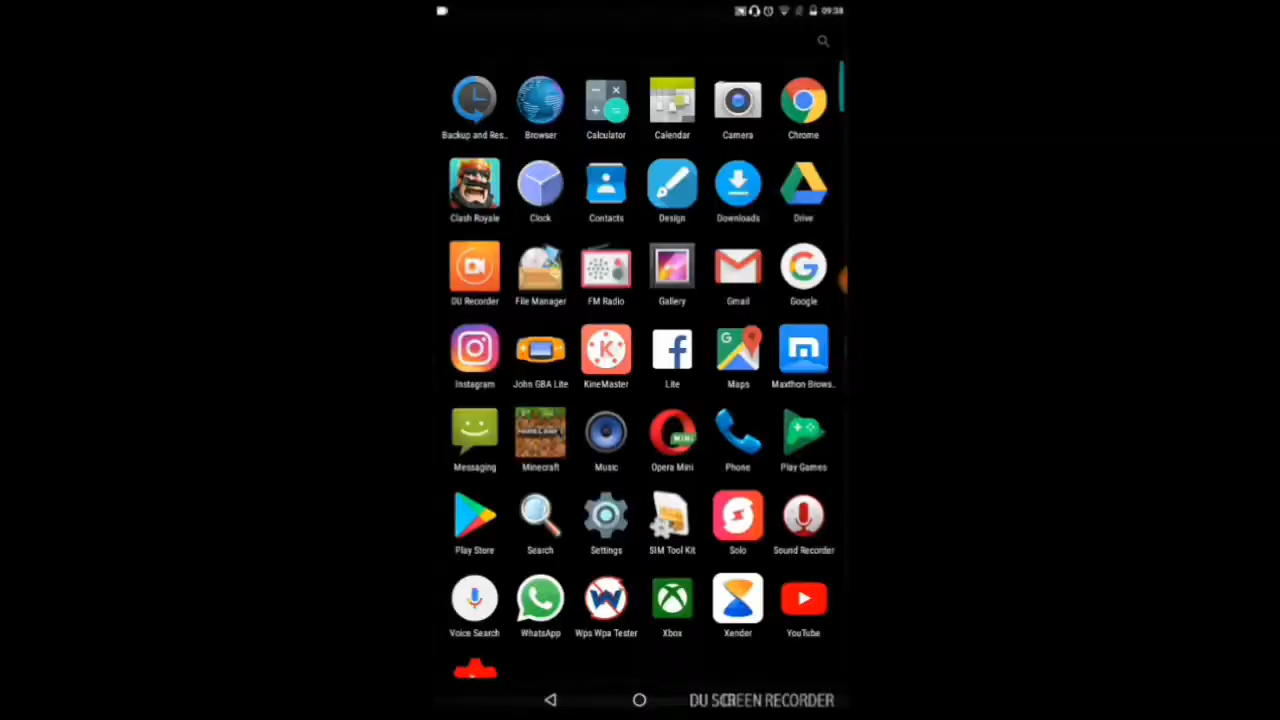 09:38
Backup and Res.. Browser Calculator Calendar Camera Chrome
Clash Royale Clock Contacts Design Downloads Drive
DU Recorder File Manager FM Radio Gallery Gmail Google
Instagram John GBA Lite KineMaster Lite Maps Maxthon Brows..
Messaging Minecraft Music Opera Mini Phone Play Games
Play Store Search Settings SIM Tool Kit Solo Sound Recorder
Voice Search WhatsApp Wps Wpa Tester Xbox Xender YouTube
DU SCREEN RECORDER